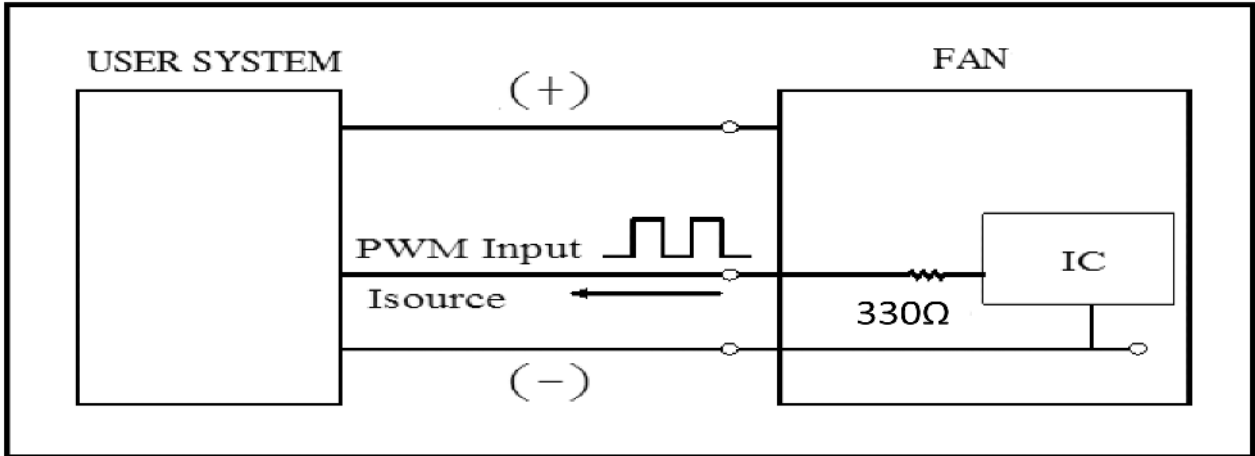 USER SYSTEM
FAN
(+)
PWM Input
IC
Isource
330Ω
(-)